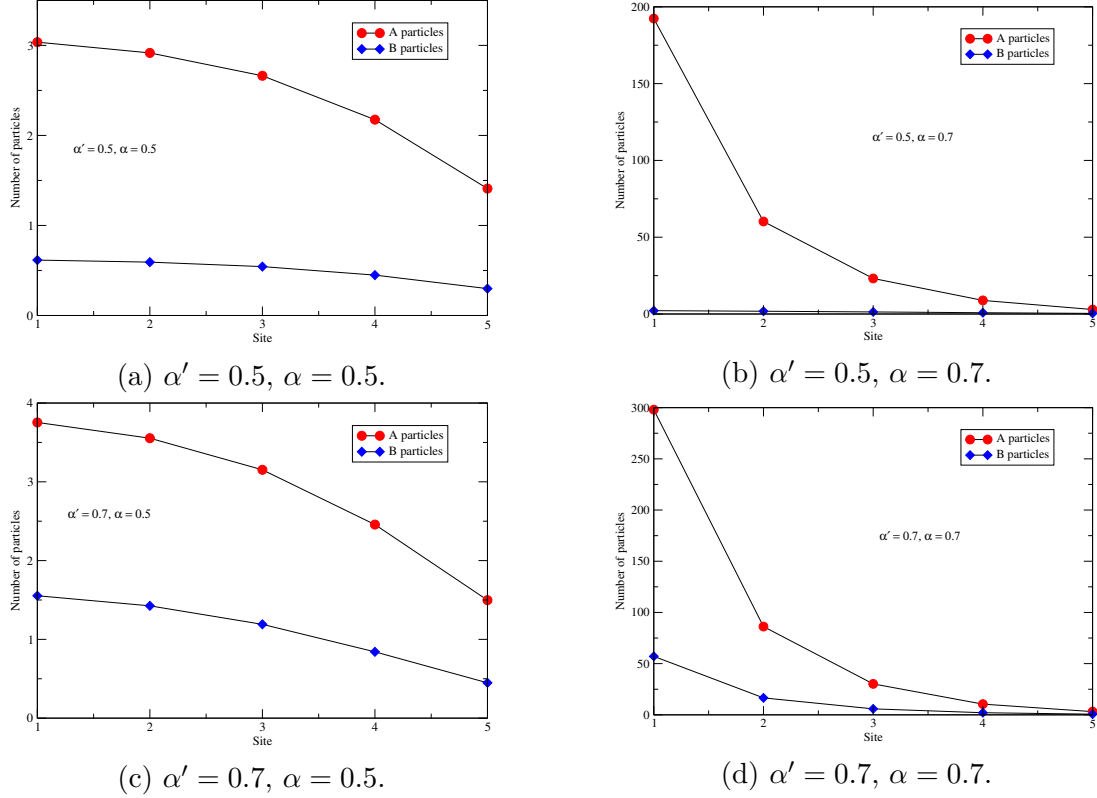 Number of particles
3
2
1
0
A particles
B particles
α′ = 0.5, α = 0.5
1 2 3 4 5
Site
(a) α′ = 0.5, α = 0.5.
Number of particles
200
150
100
50
0
A particles
B particles
α′ = 0.5, α = 0.7
1 2 3 4 5
Site
(b) α′ = 0.5, α = 0.7.
Number of particles
4
3
2
1
0
A particles
B particles
α′ = 0.7, α = 0.5
1 2 3 4 5
Site
(c) α′ = 0.7, α = 0.5.
Number of particles
300
250
200
150
100
50
0
A particles
B particles
α′ = 0.7, α = 0.7
1 2 3 4 5
Site
(d) α′ = 0.7, α = 0.7.